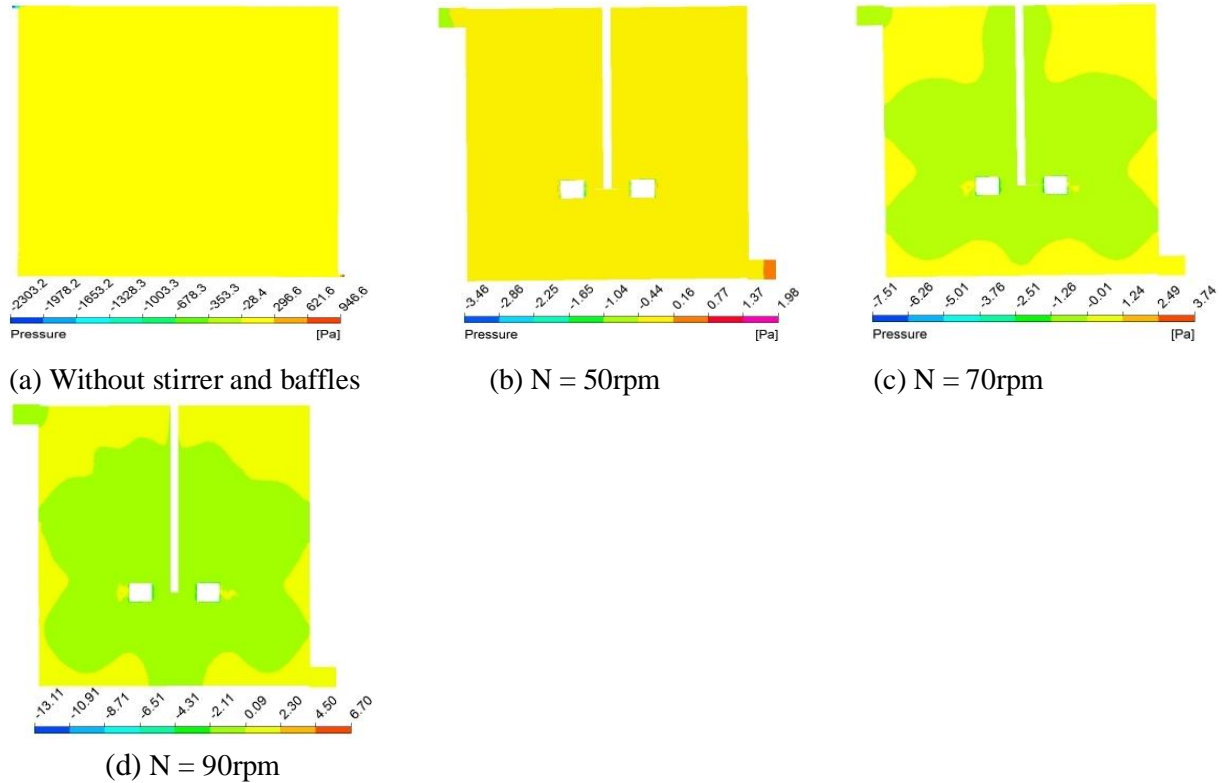 -2303.2 -1978.2 -1653.2 -1328.3 -1003.3 -678.3 -353.3 -28.4 296.6 621.6 946.6
Pressure [Pa]
(a) Without stirrer and baffles
-3.46 -2.86 -2.25 -1.65 -1.04 -0.44 0.16 0.77 1.37 1.98
Pressure [Pa]
(b) N = 50rpm
-7.51 -6.26 -5.01 -3.76 -2.51 -1.26 -0.01 1.24 2.49 3.74
Pressure [Pa]
(c) N = 70rpm
-13.11 -10.91 -8.71 -6.51 -4.31 -2.11 0.09 2.30 4.50 6.70
(d) N = 90rpm